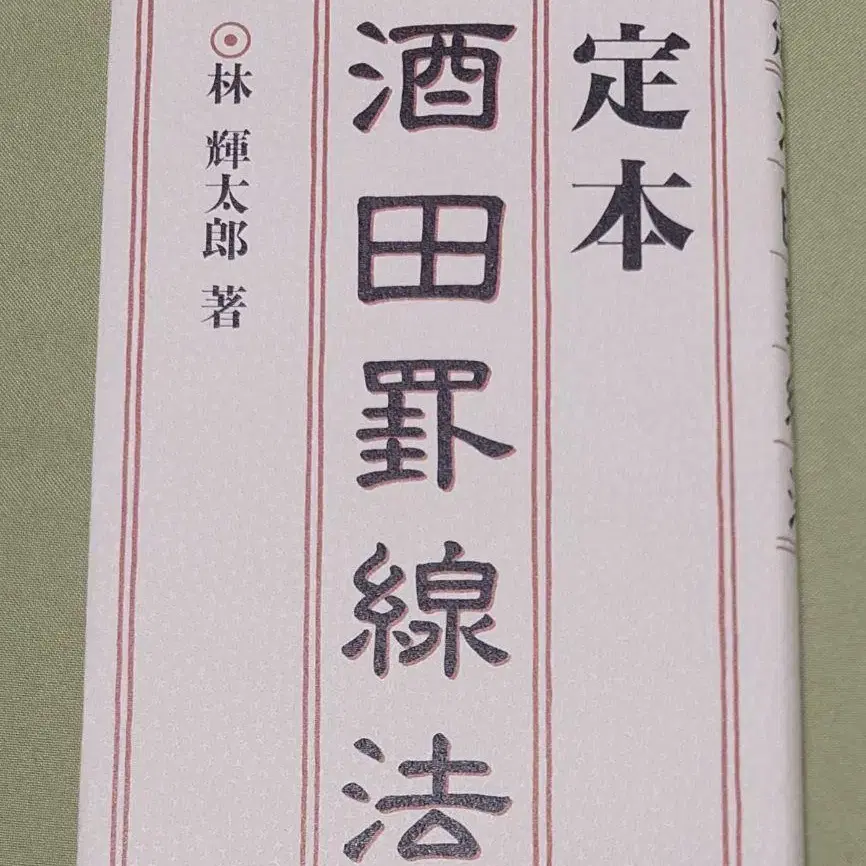 定本
酒田罫線法
林 輝太郎 著